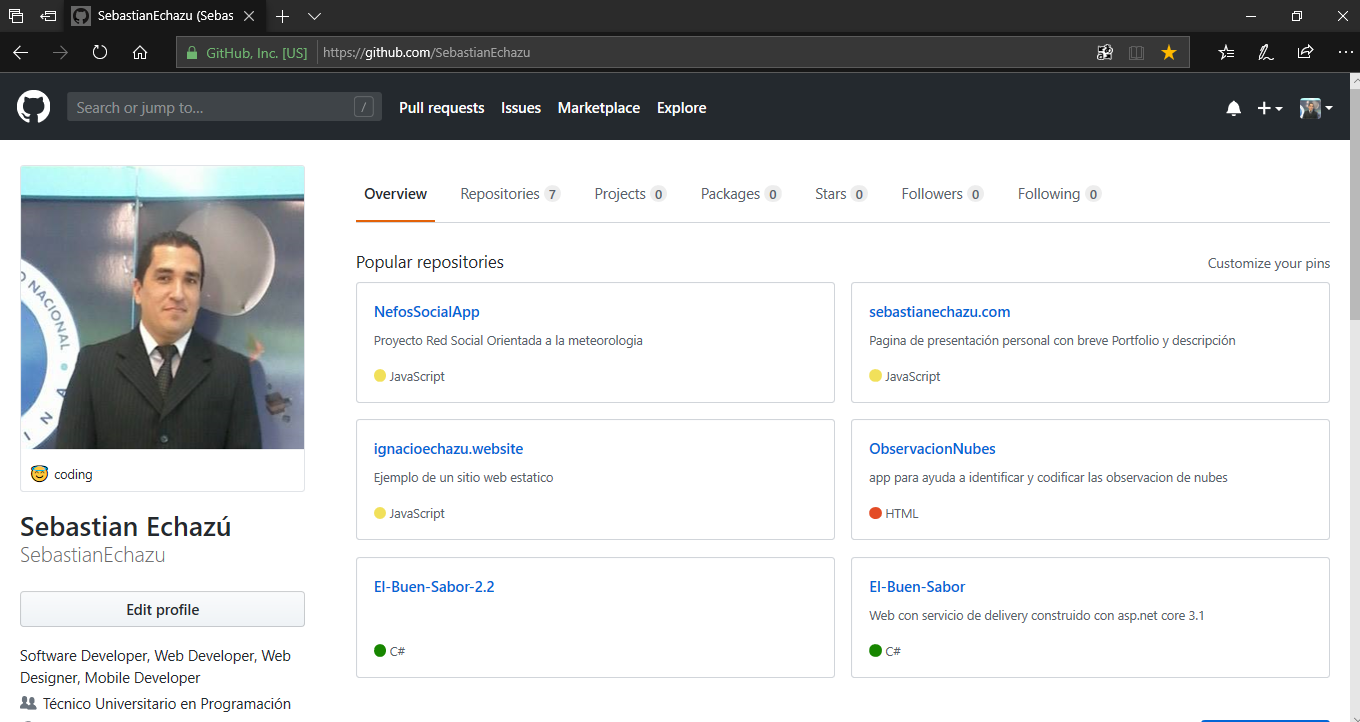 SebastianEchazu (Sebas
GitHub, Inc. [US]
https://github.com/SebastianEchazu
Search or jump to...
/
Pull requests
Issues
Marketplace
Explore
Overview
Repositories 7
Projects 0
Packages 0
Stars 0
Followers 0
Following 0
NACIONAL
coding
Sebastian Echazú
SebastianEchazu
Edit profile
Software Developer, Web Developer, Web
Designer, Mobile Developer
Técnico Universitario en Programación
Popular repositories
Customize your pins
NefosSocialApp
Proyecto Red Social Orientada a la meteorologia
JavaScript
sebastianechazu.com
Pagina de presentación personal con breve Portfolio y descripción
JavaScript
ignacioechazu.website
Ejemplo de un sitio web estatico
JavaScript
ObservacionNubes
app para ayuda a identificar y codificar las observacion de nubes
HTML
El-Buen-Sabor-2.2
C#
El-Buen-Sabor
Web con servicio de delivery construido con asp.net core 3.1
C#